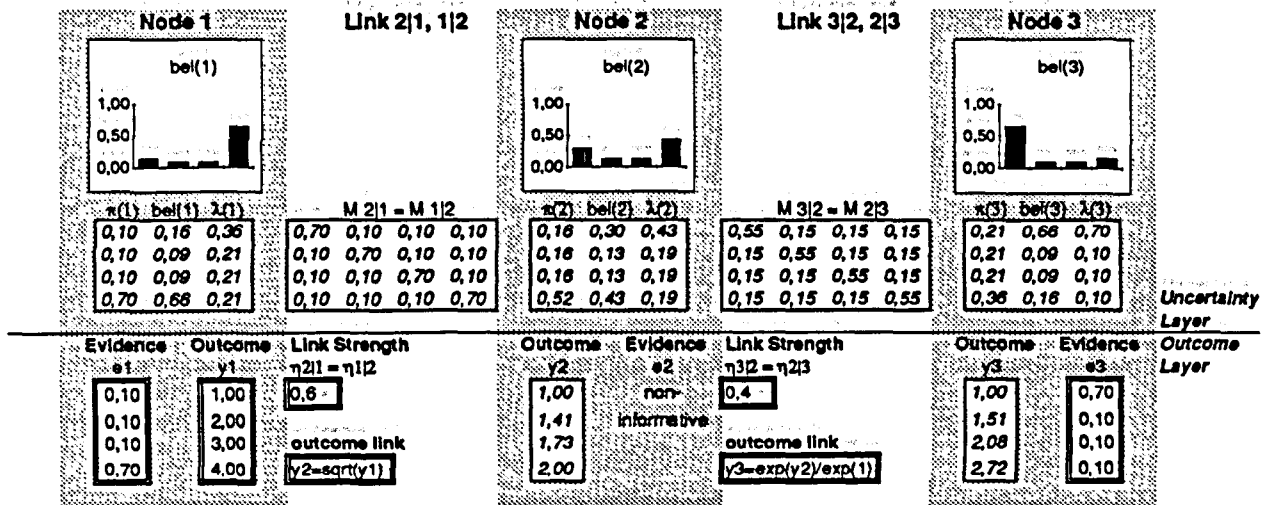 Node 1 Link 2|1, 1|2 Node 2 Link 3|2, 2|3 Node 3
bel(1) bel(2) bel(3)
1,00 1,00 1,00
0,50 0,50 0,50
0,00 0,00 0,00
π(1) bel(1) λ(1) M 2|1 = M 1|2 π(2) bel(2) λ(2) M 3|2 = M 2|3 π(3) bel(3) λ(3)
0,10 0,16 0,36 0,70 0,10 0,10 0,10 0,16 0,30 0,43 0,55 0,15 0,15 0,15 0,21 0,66 0,70
0,10 0,09 0,21 0,10 0,70 0,10 0,10 0,16 0,13 0,19 0,15 0,55 0,15 0,15 0,21 0,09 0,10
0,10 0,09 0,21 0,10 0,10 0,70 0,10 0,16 0,13 0,19 0,15 0,15 0,55 0,15 0,21 0,09 0,10
0,70 0,66 0,21 0,10 0,10 0,10 0,70 0,52 0,43 0,19 0,15 0,15 0,15 0,55 0,36 0,16 0,10
Uncertainty
Layer
Evidence Outcome Link Strength Outcome Evidence Link Strength Outcome Evidence Outcome
e1 y1 η2|1 = η1|2 y2 e2 η3|2 = η2|3 y3 e3 Layer
0,10 1,00 0,6 1,00 non- 0,4 1,00 0,70
0,10 2,00 1,41 informative 1,51 0,10
0,10 3,00 outcome link 1,73 outcome link 2,08 0,10
0,70 4,00 y2=sqrt(y1) 2,00 y3=exp(y2)/exp(1) 2,72 0,10